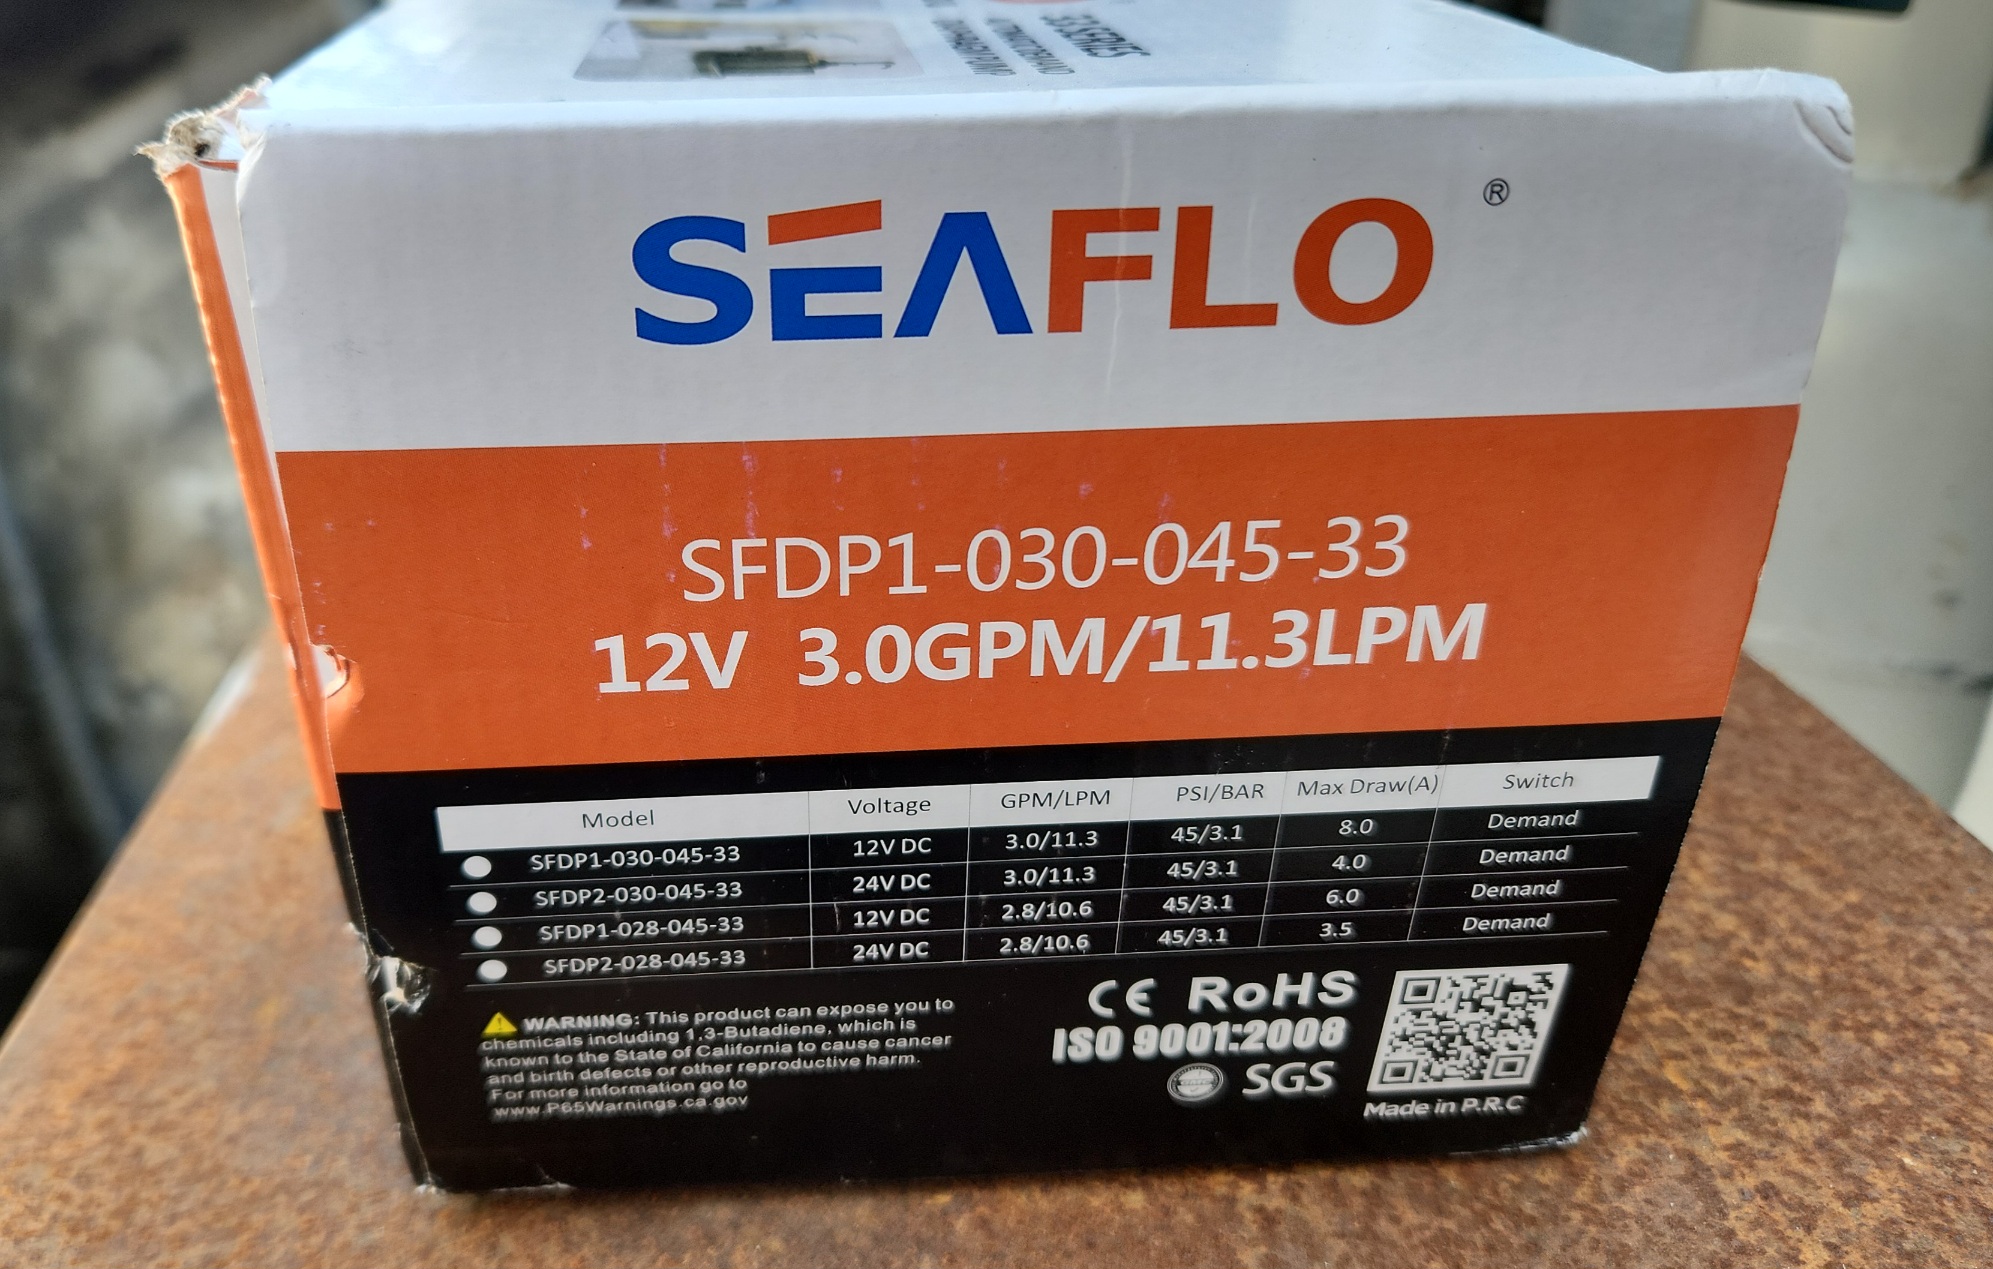 33 SERIES
DIAPHRAGM PUMP
SEAFLO ®
SFDP1-030-045-33
12V 3.0GPM/11.3LPM
Model Voltage GPM/LPM PSI/BAR Max Draw(A) Switch
SFDP1-030-045-33 12V DC 3.0/11.3 45/3.1 8.0 Demand
SFDP2-030-045-33 24V DC 3.0/11.3 45/3.1 4.0 Demand
SFDP1-028-045-33 12V DC 2.8/10.6 45/3.1 6.0 Demand
SFDP2-028-045-33 24V DC 2.8/10.6 45/3.1 3.5 Demand
WARNING: This product can expose you to
chemicals including 1,3-Butadiene, which is
known to the State of California to cause cancer
and birth defects or other reproductive harm.
For more information go to
www.P65Warnings.ca.gov
CE RoHS
ISO 9001:2008
SGS
Made in P.R.C